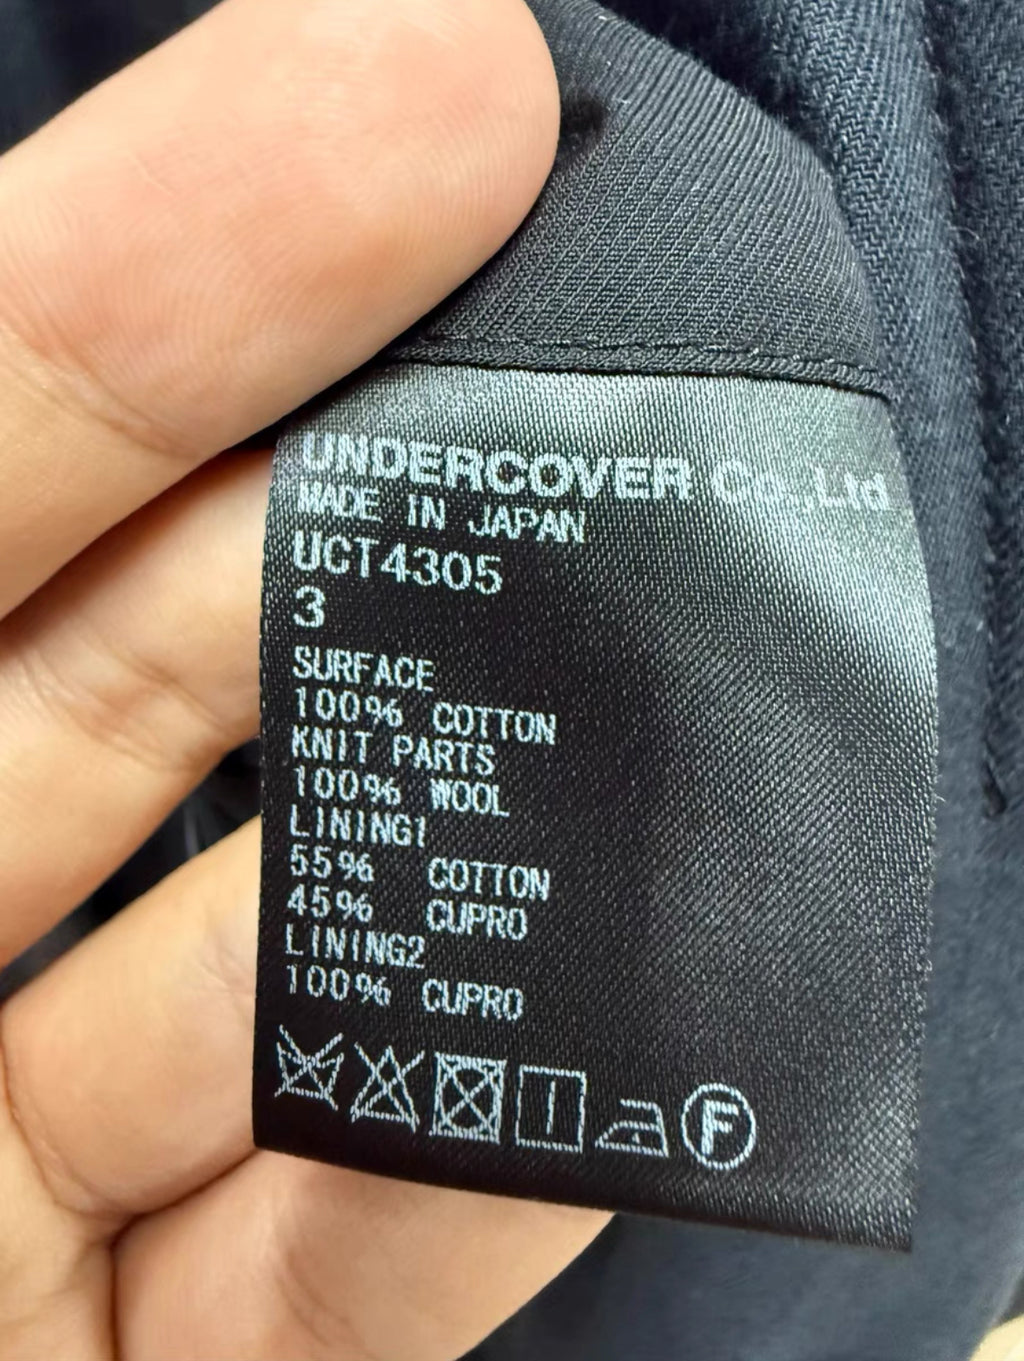 UNDERCOVER Co.,Ltd
MADE IN JAPAN
UCT4305
3
SURFACE
100% COTTON
KNIT PARTS
100% WOOL
LINING1
55% COTTON
45% CUPRO
LINING2
100% CUPRO
F